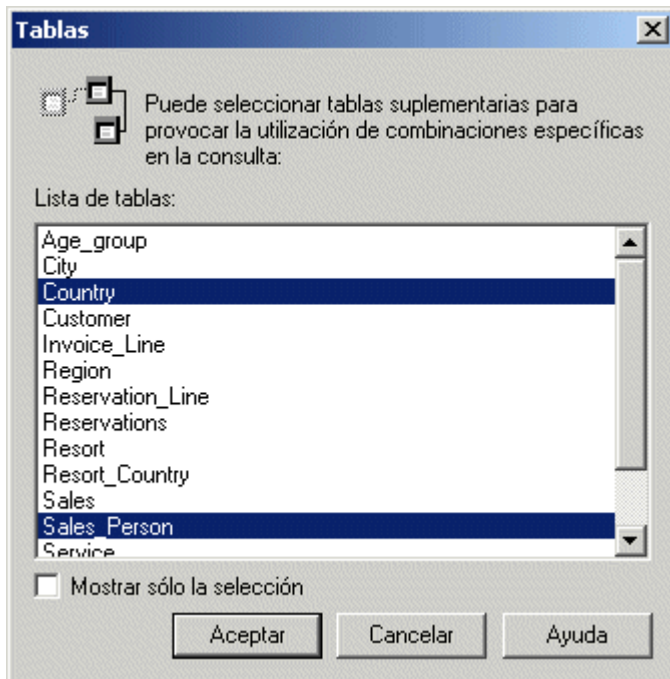 Tablas
Puede seleccionar tablas suplementarias para
provocar la utilización de combinaciones específicas
en la consulta:
Lista de tablas:
Age_group
City
Country
Customer
Invoice_Line
Region
Reservation_Line
Reservations
Resort
Resort_Country
Sales
Sales_Person
Service
Mostrar sólo la selección
Aceptar
Cancelar
Ayuda